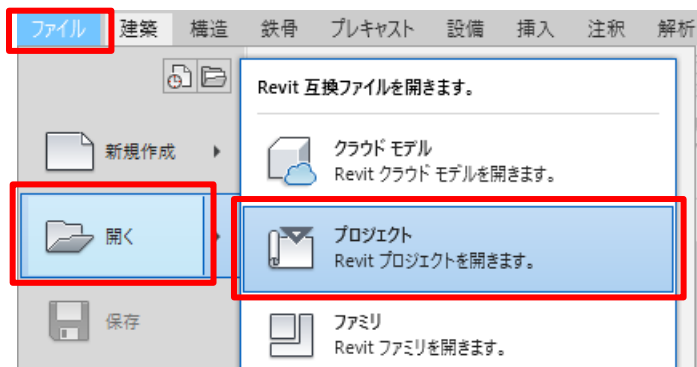 ファイル 建築 構造 鉄骨 プレキャスト 設備 挿入 注釈 解析
Revit 互換ファイルを開きます。
新規作成
クラウド モデル
Revit クラウド モデルを開きます。
開く
プロジェクト
Revit プロジェクトを開きます。
保存
ファミリ
Revit ファミリを開きます。